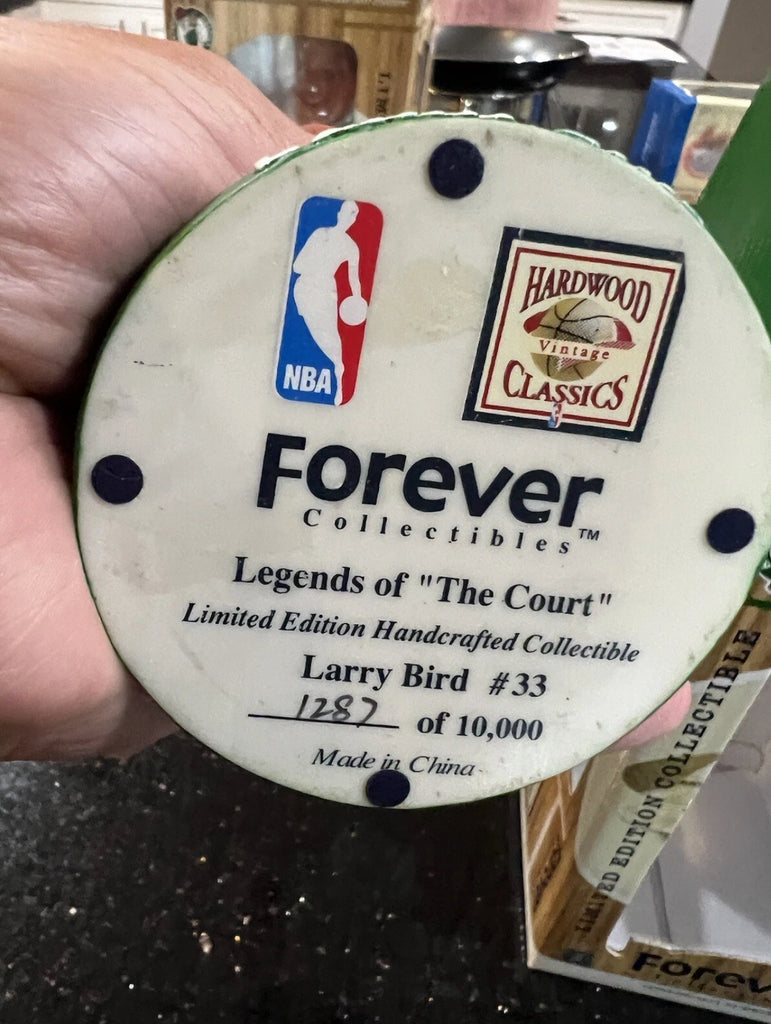 NBA
HARDWOOD
Vintage
CLASSICS
Forever
Collectibles™
Legends of "The Court"
Limited Edition Handcrafted Collectible
Larry Bird #33
1287 of 10,000
Made in China
LIMITED EDITION COLLECTIBLE